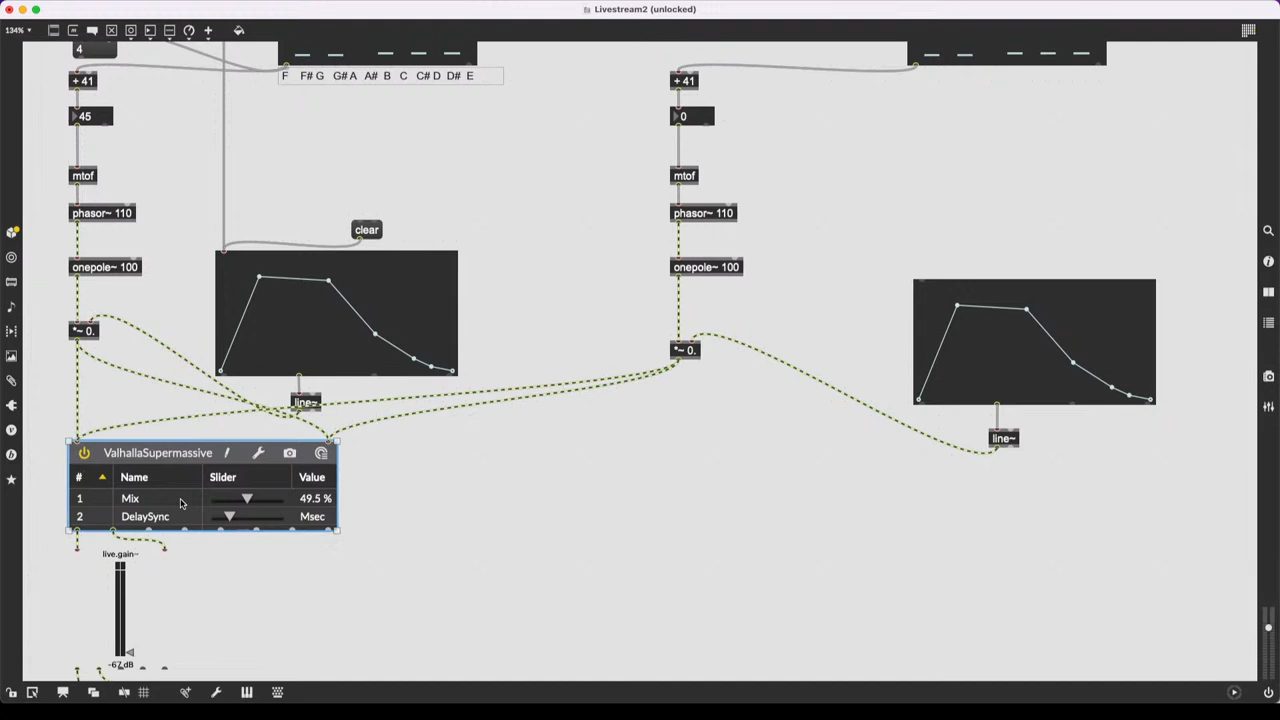 Livestream2 (unlocked)
134%
4
+ 41
F F# G G# A A# B C C# D D# E
+ 41
45
0
mtof
mtof
phasor~ 110
phasor~ 110
clear
onepole~ 100
onepole~ 100
*~ 0.
*~ 0.
line~
line~
ValhallaSupermassive
# Name Slider Value
1 Mix 49.5 %
2 DelaySync Msec
live.gain~
-67 dB